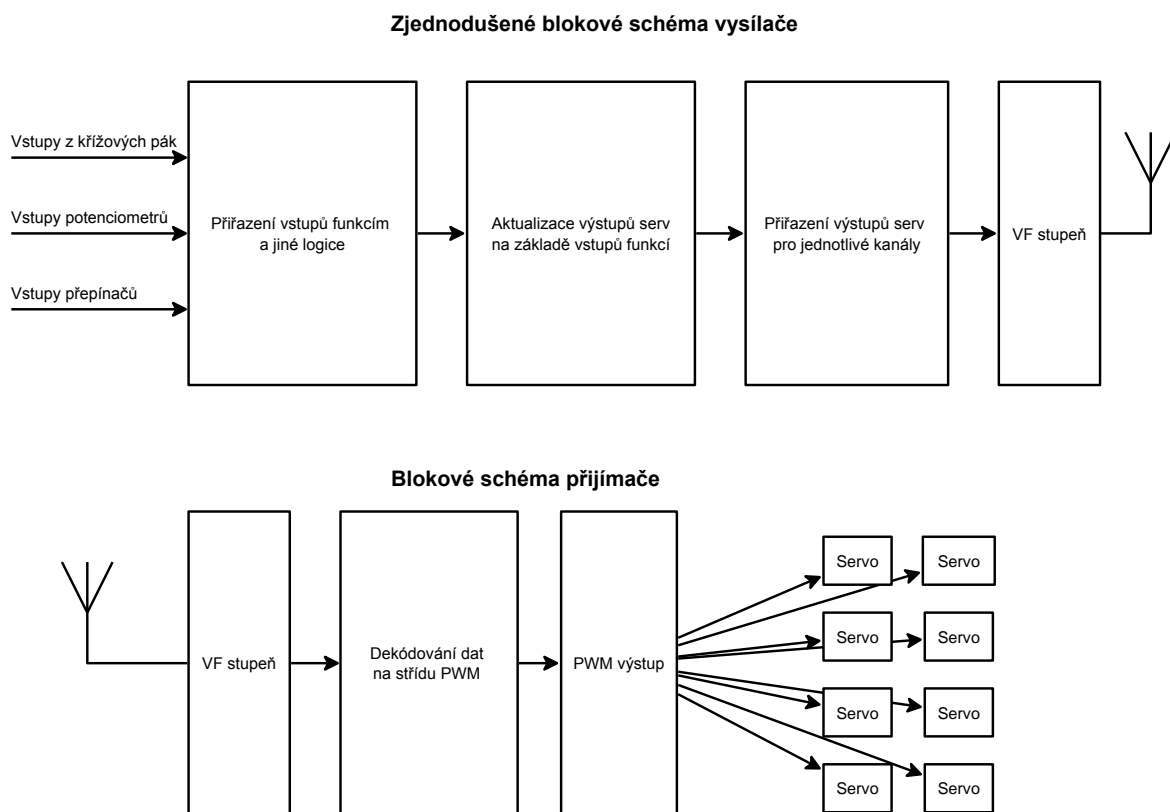 Zjednodušené blokové schéma vysílače
Vstupy z křížových pák
Vstupy potenciometrů
Vstupy přepínačů
Přiřazení vstupů funkcím
a jiné logice
Aktualizace výstupů serv
na základě vstupů funkcí
Přiřazení výstupů serv
pro jednotlivé kanály
VF stupeň
Blokové schéma přijímače
VF stupeň
Dekódování dat
na střídu PWM
PWM výstup
Servo
Servo
Servo
Servo
Servo
Servo
Servo
Servo